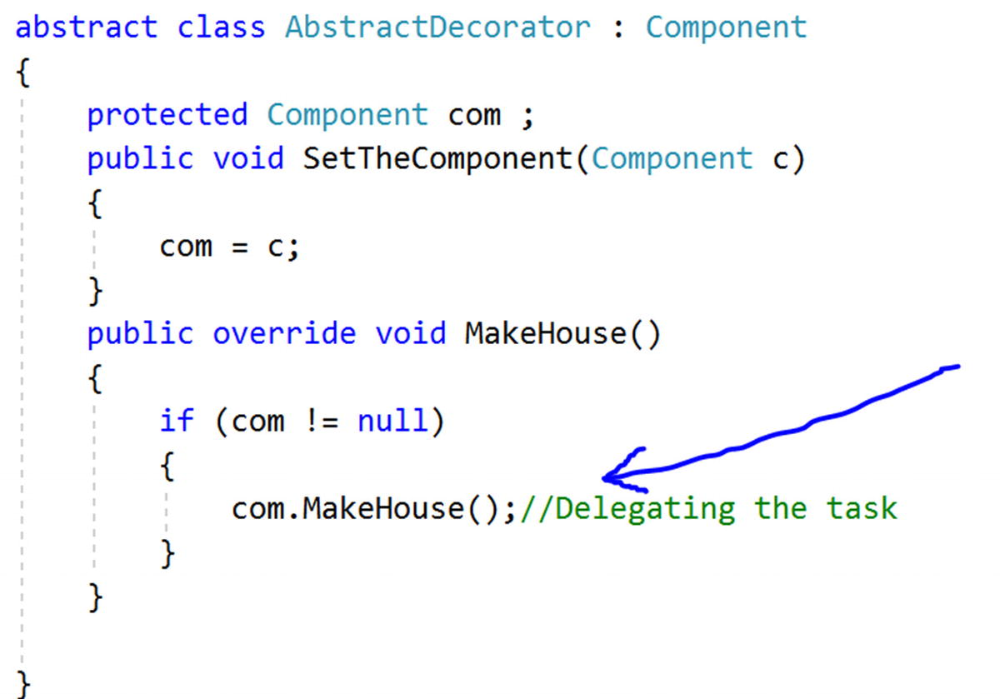 abstract class AbstractDecorator : Component
{
protected Component com ;
public void SetTheComponent(Component c)
{
com = c;
}
public override void MakeHouse()
{
if (com != null)
{
com.MakeHouse();//Delegating the task
}
}
}